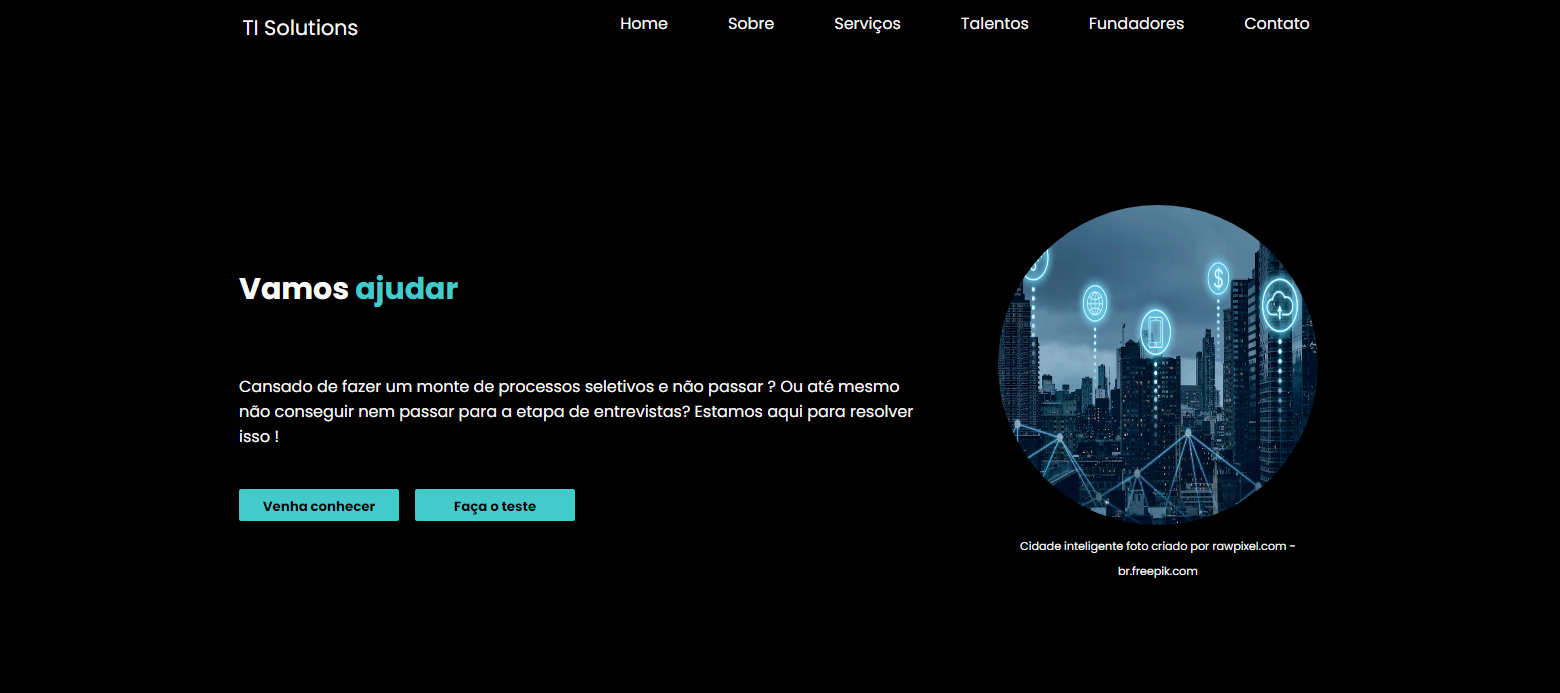 TI Solutions
Home Sobre Serviços Talentos Fundadores Contato
Vamos ajudar
Cansado de fazer um monte de processos seletivos e não passar ? Ou até mesmo
não conseguir nem passar para a etapa de entrevistas? Estamos aqui para resolver
isso !
Venha conhecer Faça o teste
$
Cidade inteligente foto criado por rawpixel.com -
br.freepik.com